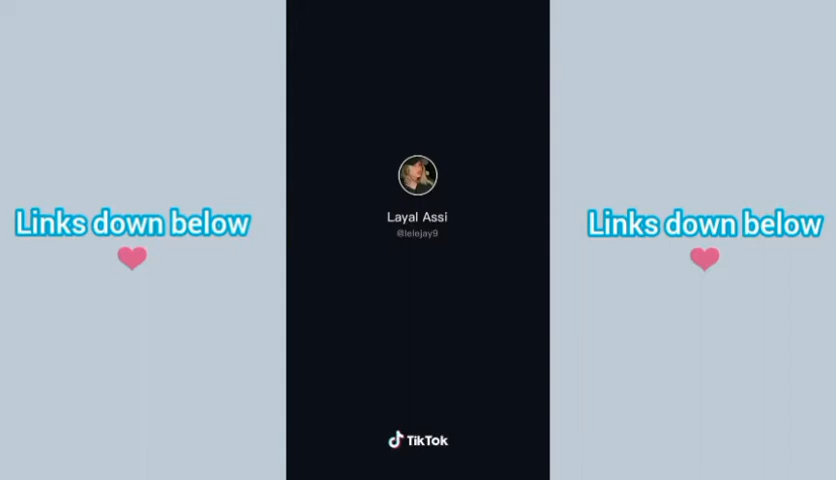 Links down below
Layal Assi
@lelejay9
TikTok
Links down below